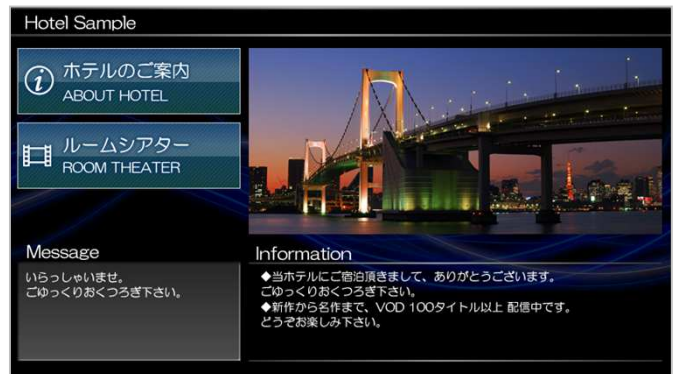 Hotel Sample
ホテルのご案内
ABOUT HOTEL
ルームシアター
ROOM THEATER
Message
いらっしゃいませ。
ごゆっくりおくつろぎ下さい。
Information
◆当ホテルにご宿泊頂きまして、ありがとうございます。
ごゆっくりおくつろぎ下さい。
◆新作から名作まで、VOD 100タイトル以上 配信中です。
どうぞお楽しみ下さい。